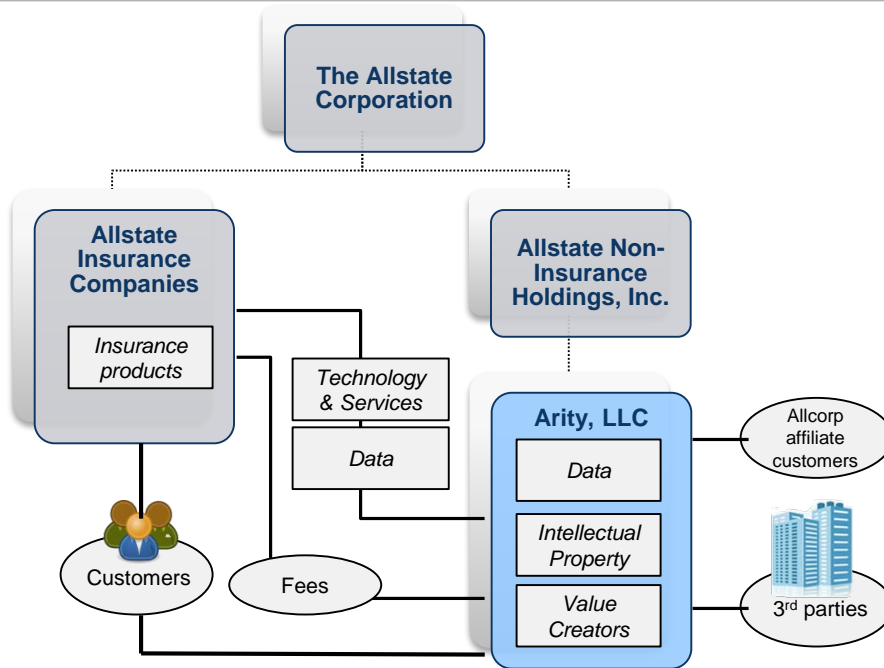 The Allstate
Corporation
Allstate
Insurance
Companies
Insurance
products
Allstate Non-
Insurance
Holdings, Inc.
Technology
& Services
Data
Arity, LLC
Data
Intellectual
Property
Value
Creators
Allcorp
affiliate
customers
Customers
Fees
3rd parties